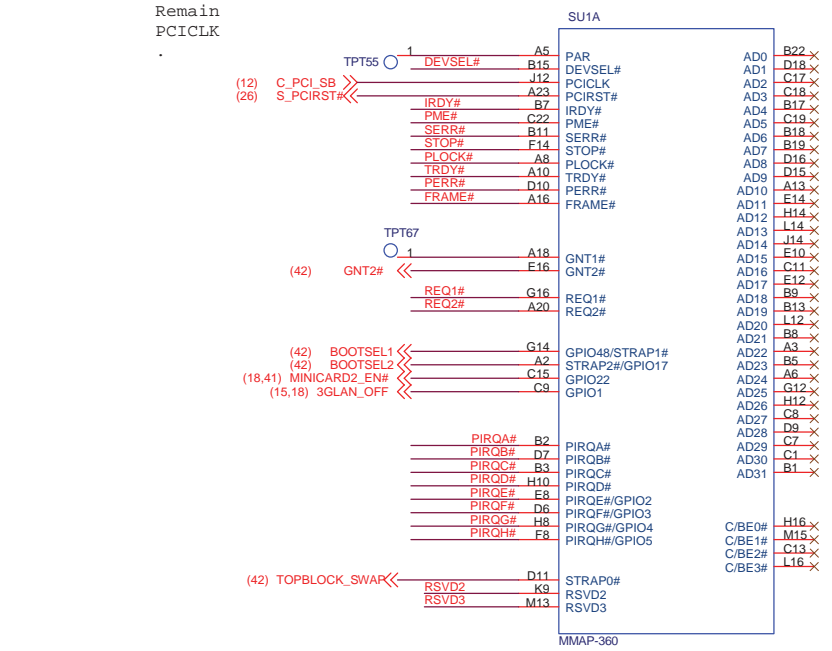 Remain
PCICLK
.
SU1A
TPT55 1 A5 PAR
DEVSEL# B15 DEVSEL#
(12) C_PCI_SB J12 PCICLK
(26) S_PCIRST# A23 PCIRST#
IRDY# B7 IRDY#
PME# C22 PME#
SERR# B11 SERR#
STOP# F14 STOP#
PLOCK# A8 PLOCK#
TRDY# A10 TRDY#
PERR# D10 PERR#
FRAME# A16 FRAME#
TPT67 1 A18 GNT1#
(42) GNT2# E16 GNT2#
REQ1# G16 REQ1#
REQ2# A20 REQ2#
(42) BOOTSEL1 G14 GPIO48/STRAP1#
(42) BOOTSEL2 A2 STRAP2#/GPIO17
(18,41) MINICARD2_EN# C15 GPIO22
(15,18) 3GLAN_OFF C9 GPIO1
PIRQA# B2 PIRQA#
PIRQB# D7 PIRQB#
PIRQC# B3 PIRQC#
PIRQD# H10 PIRQD#
PIRQE# E8 PIRQE#/GPIO2
PIRQF# D6 PIRQF#/GPIO3
PIRQG# H8 PIRQG#/GPIO4
PIRQH# F8 PIRQH#/GPIO5
(42) TOPBLOCK_SWAP D11 STRAP0#
RSVD2 K9 RSVD2
RSVD3 M13 RSVD3
AD0 B22
AD1 D18
AD2 C17
AD3 C18
AD4 B17
AD5 C19
AD6 B18
AD7 B19
AD8 D16
AD9 D15
AD10 A13
AD11 E14
AD12 H14
AD13 L14
AD14 J14
AD15 E10
AD16 C11
AD17 E12
AD18 B9
AD19 B13
AD20 L12
AD21 B8
AD22 A3
AD23 B5
AD24 A6
AD25 G12
AD26 H12
AD27 C8
AD28 D9
AD29 C7
AD30 C1
AD31 B1
C/BE0# H16
C/BE1# M15
C/BE2# C13
C/BE3# L16
MMAP-360